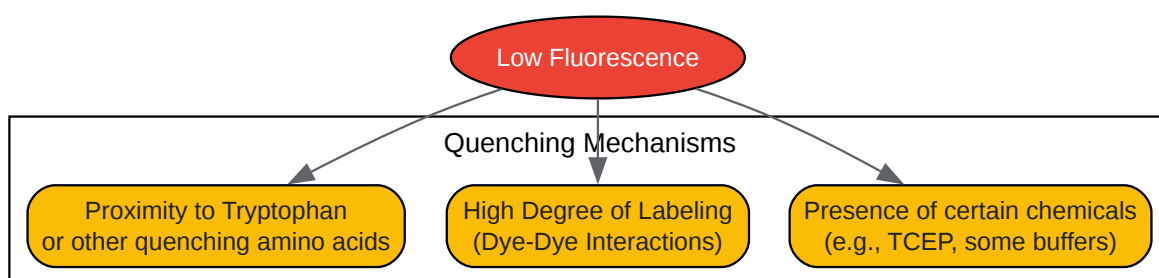 Low Fluorescence
Quenching Mechanisms
Proximity to Tryptophan
or other quenching amino acids
High Degree of Labeling
(Dye-Dye Interactions)
Presence of certain chemicals
(e.g., TCEP, some buffers)